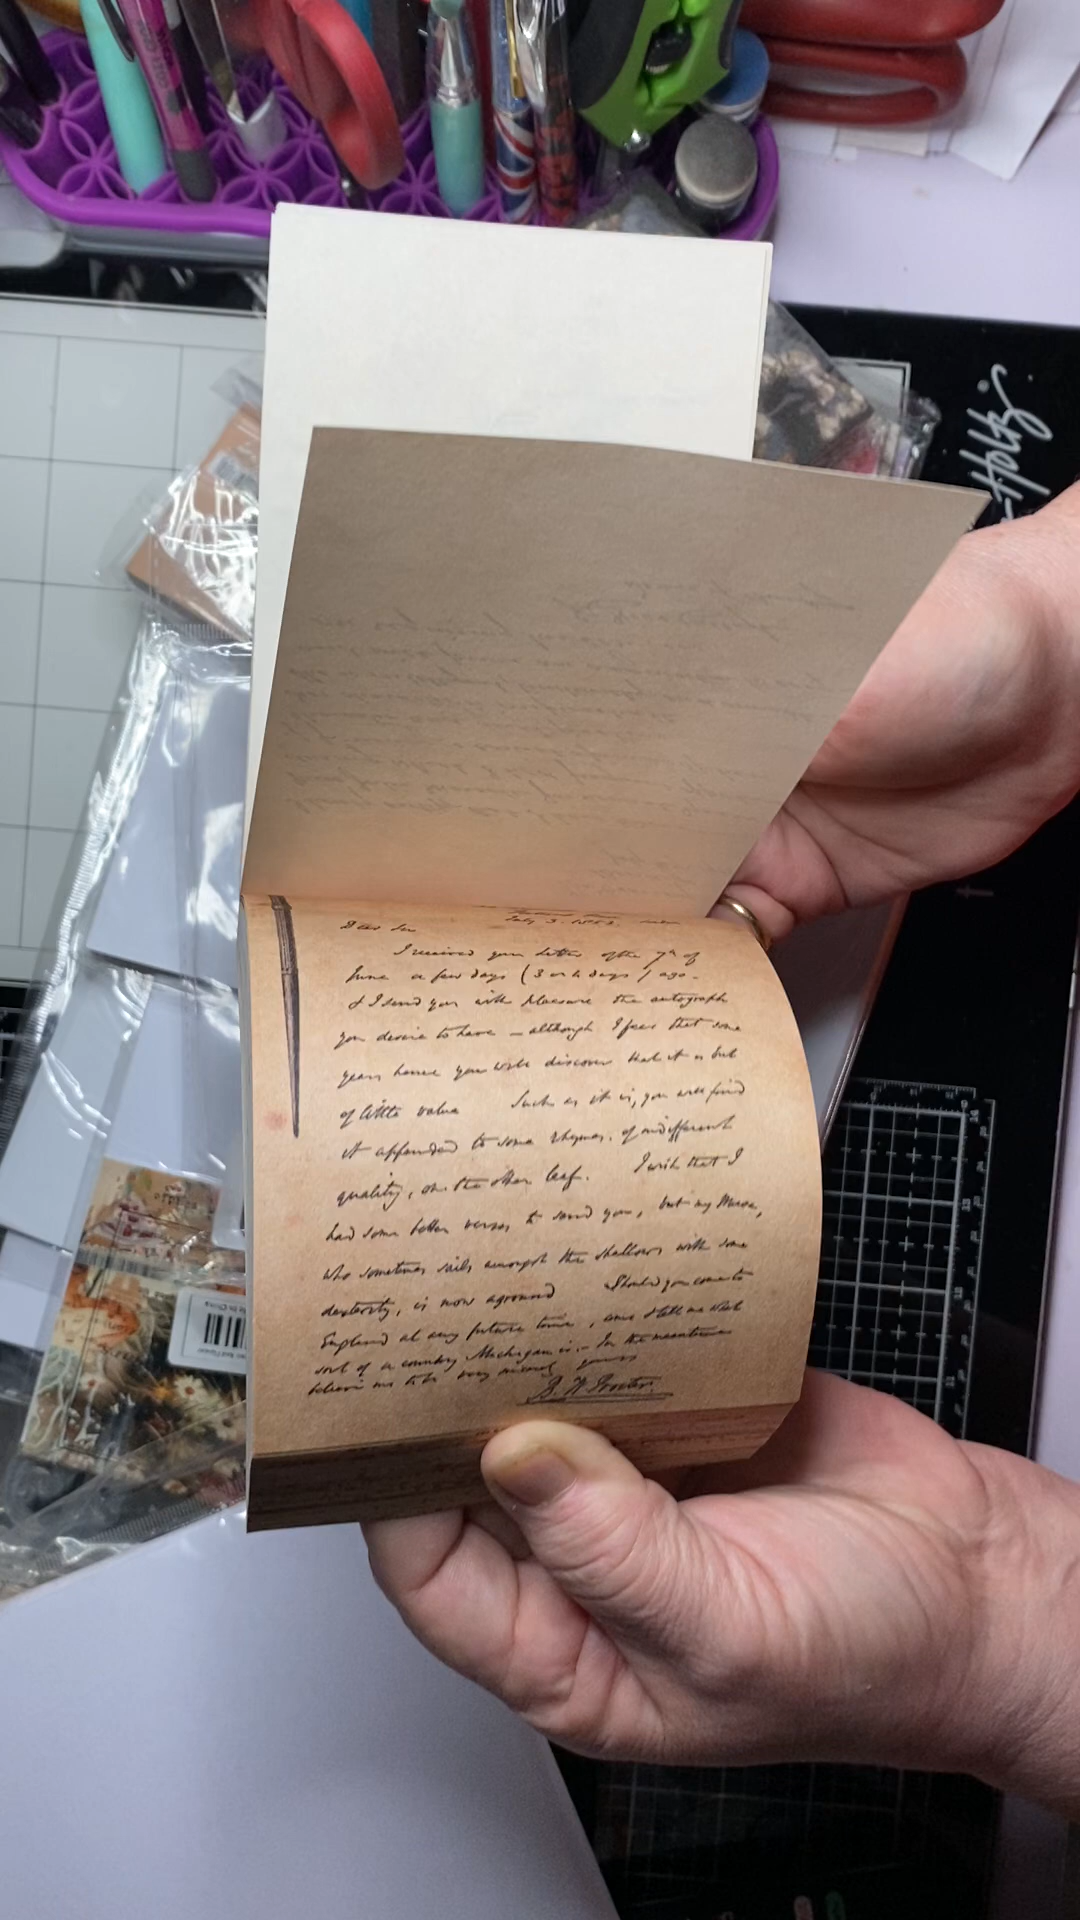 Holtz.
July 3. 1853.
Dear Sir
I received your letter of the 7th of
June a few days (3 or 4 days) ago -
& I send you with pleasure the autograph
you desire to have - although I fear that some
years hence you will discover that it is but
of little value Such as it is, you will find
it appended to some rhymes, of indifferent
quality, on the other leaf. I wish that I
had some better verses to send you, but my Muse,
who sometimes sails amongst the shallows with some
dexterity, is now aground Should you come to
England at any future time, come & tell me what
sort of a country Michigan is. - In the meantime
believe me to be very sincerely yours
B. W. Procter.